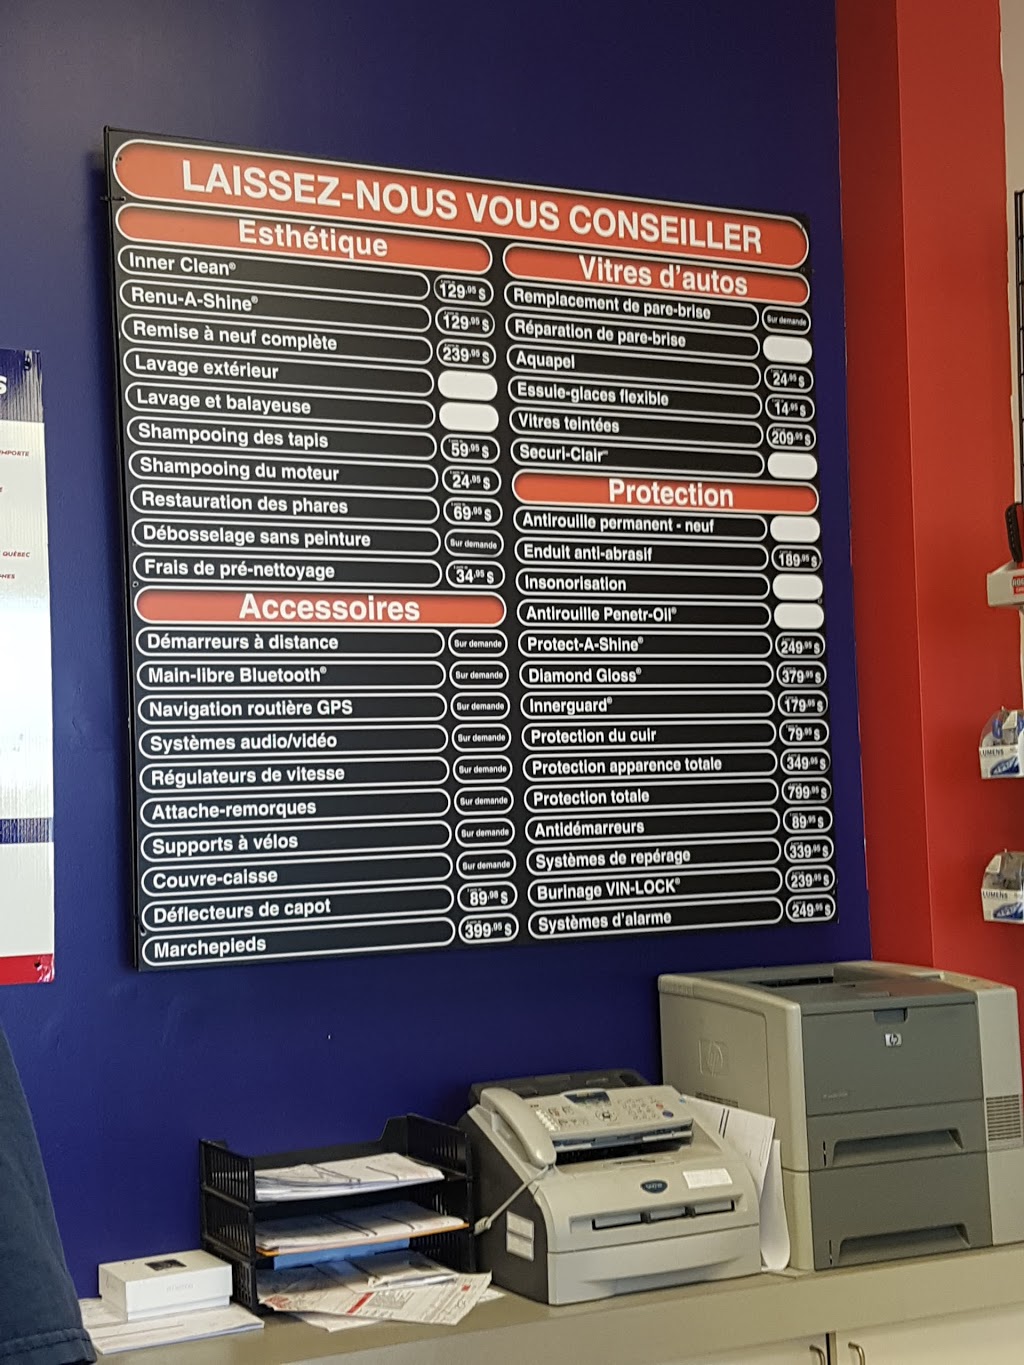 LAISSEZ-NOUS VOUS CONSEILLER
Esthétique
Inner Clean® 129.95 $
Renu-A-Shine® 129.95 $
Remise à neuf complète 239.95 $
Lavage extérieur
Lavage et balayeuse
Shampooing des tapis 59.95 $
Shampooing du moteur 24.95 $
Restauration des phares 69.95 $
Débosselage sans peinture Sur demande
Frais de pré-nettoyage 34.95 $
Accessoires
Démarreurs à distance Sur demande
Main-libre Bluetooth® Sur demande
Navigation routière GPS Sur demande
Systèmes audio/vidéo Sur demande
Régulateurs de vitesse Sur demande
Attache-remorques Sur demande
Supports à vélos Sur demande
Couvre-caisse Sur demande
Déflecteurs de capot 89.98 $
Marchepieds 399.95 $
Vitres d'autos
Remplacement de pare-brise Sur demande
Réparation de pare-brise
Aquapel 24.95 $
Essuie-glaces flexible 14.95 $
Vitres teintées 209.95 $
Securi-Clair
Protection
Antirouille permanent - neuf
Enduit anti-abrasif 189.95 $
Insonorisation
Antirouille Penetr-Oil®
Protect-A-Shine® 249.95 $
Diamond Gloss® 379.95 $
Innerguard® 179.95 $
Protection du cuir 79.95 $
Protection apparence totale 349.95 $
Protection totale 799.95 $
Antidémarreurs 89.95 $
Systèmes de repérage 339.95 $
Burinage VIN-LOCK® 239.95 $
Systèmes d'alarme 249.95 $
S
IMPORTE
QUÉBEC
LUMENS
LUMENS
hp
brother